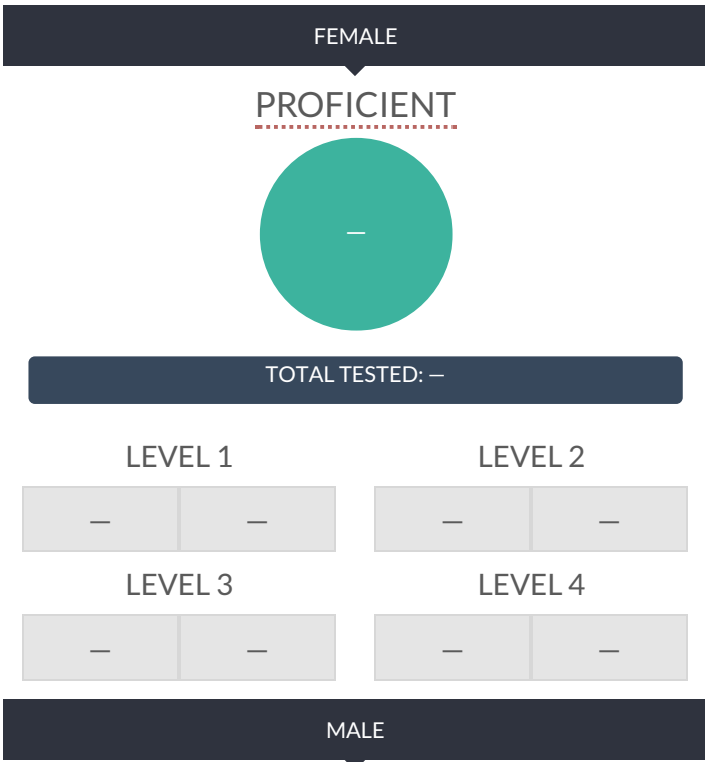 FEMALE
PROFICIENT
—
TOTAL TESTED: —
LEVEL 1
— —
LEVEL 2
— —
LEVEL 3
— —
LEVEL 4
— —
MALE